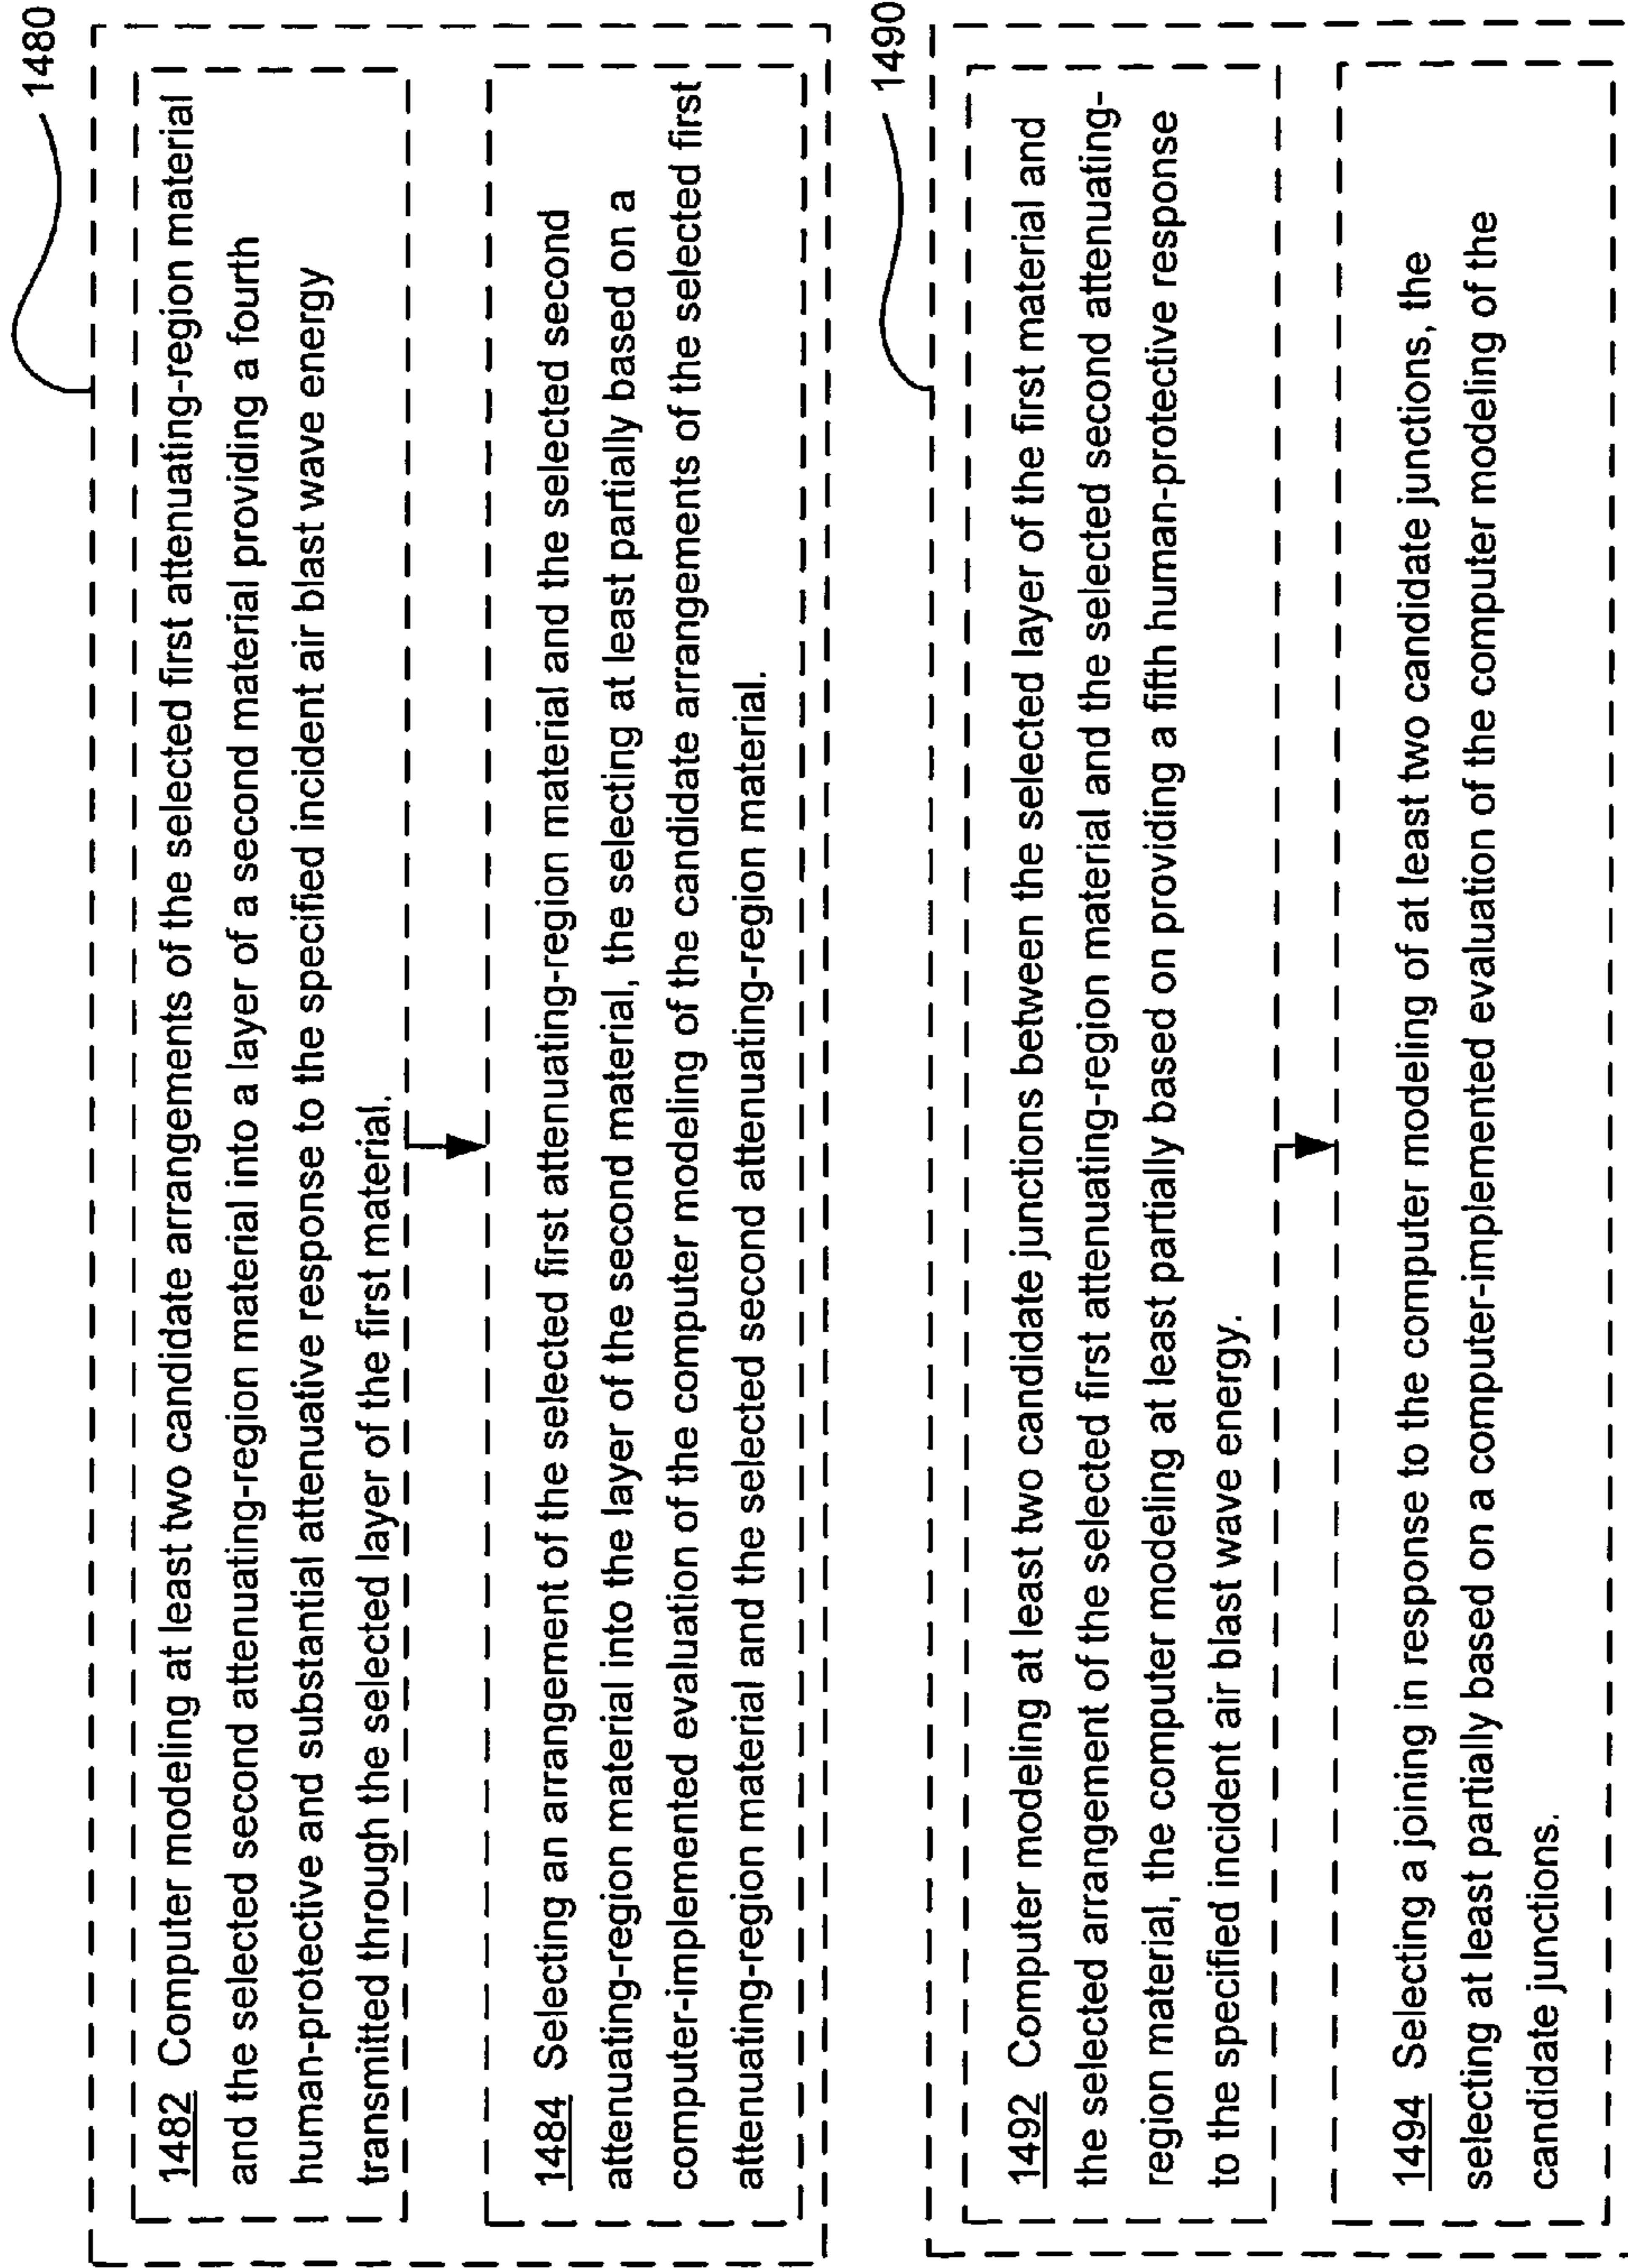 1480
1482 Computer modeling at least two candidate arrangements of the selected first attenuating-region material
and the selected second attenuating-region material into a layer of a second material providing a fourth
human-protective and substantial attenuative response to the specified incident air blast wave energy
transmitted through the selected layer of the first material.
1484 Selecting an arrangement of the selected first attenuating-region material and the selected second
attenuating-region material into the layer of the second material, the selecting at least partially based on a
computer-implemented evaluation of the computer modeling of the candidate arrangements of the selected first
attenuating-region material and the selected second attenuating-region material.
1490
1492 Computer modeling at least two candidate junctions between the selected layer of the first material and
the selected arrangement of the selected first attenuating-region material and the selected second attenuating-
region material, the computer modeling at least partially based on providing a fifth human-protective response
to the specified incident air blast wave energy.
1494 Selecting a joining in response to the computer modeling of at least two candidate junctions, the
selecting at least partially based on a computer-implemented evaluation of the computer modeling of the
candidate junctions.